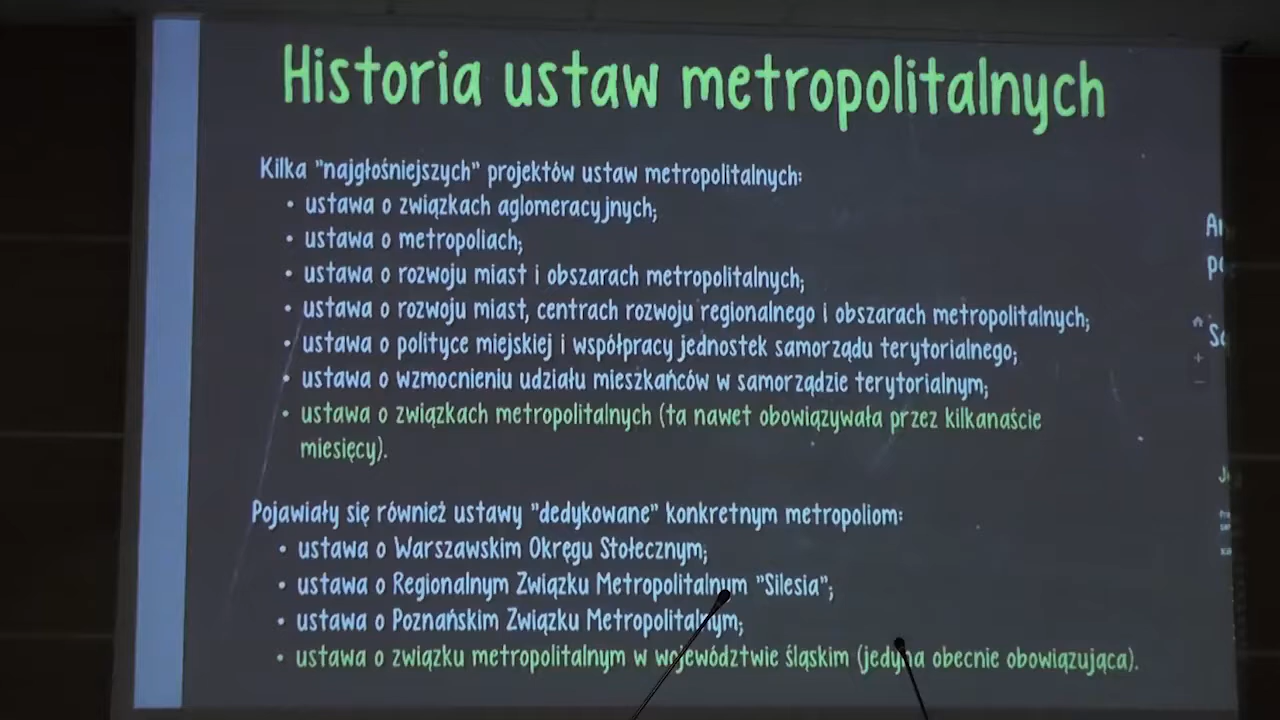 Historia ustaw metropolitalnych
Kilka "najgłośniejszych" projektów ustaw metropolitalnych:
• ustawa o związkach aglomeracyjnych;
• ustawa o metropoliach;
• ustawa o rozwoju miast i obszarach metropolitalnych;
• ustawa o rozwoju miast, centrach rozwoju regionalnego i obszarach metropolitalnych;
• ustawa o polityce miejskiej i współpracy jednostek samorządu terytorialnego;
• ustawa o wzmocnieniu udziału mieszkańców w samorządzie terytorialnym;
• ustawa o związkach metropolitalnych (ta nawet obowiązywała przez kilkanaście
miesięcy).
Pojawiały się również ustawy "dedykowane" konkretnym metropoliom:
• ustawa o Warszawskim Okręgu Stołecznym;
• ustawa o Regionalnym Związku Metropolitalnym "Silesia";
• ustawa o Poznańskim Związku Metropolitalnym;
• ustawa o związku metropolitalnym w województwie śląskim (jedyna obecnie obowiązująca).